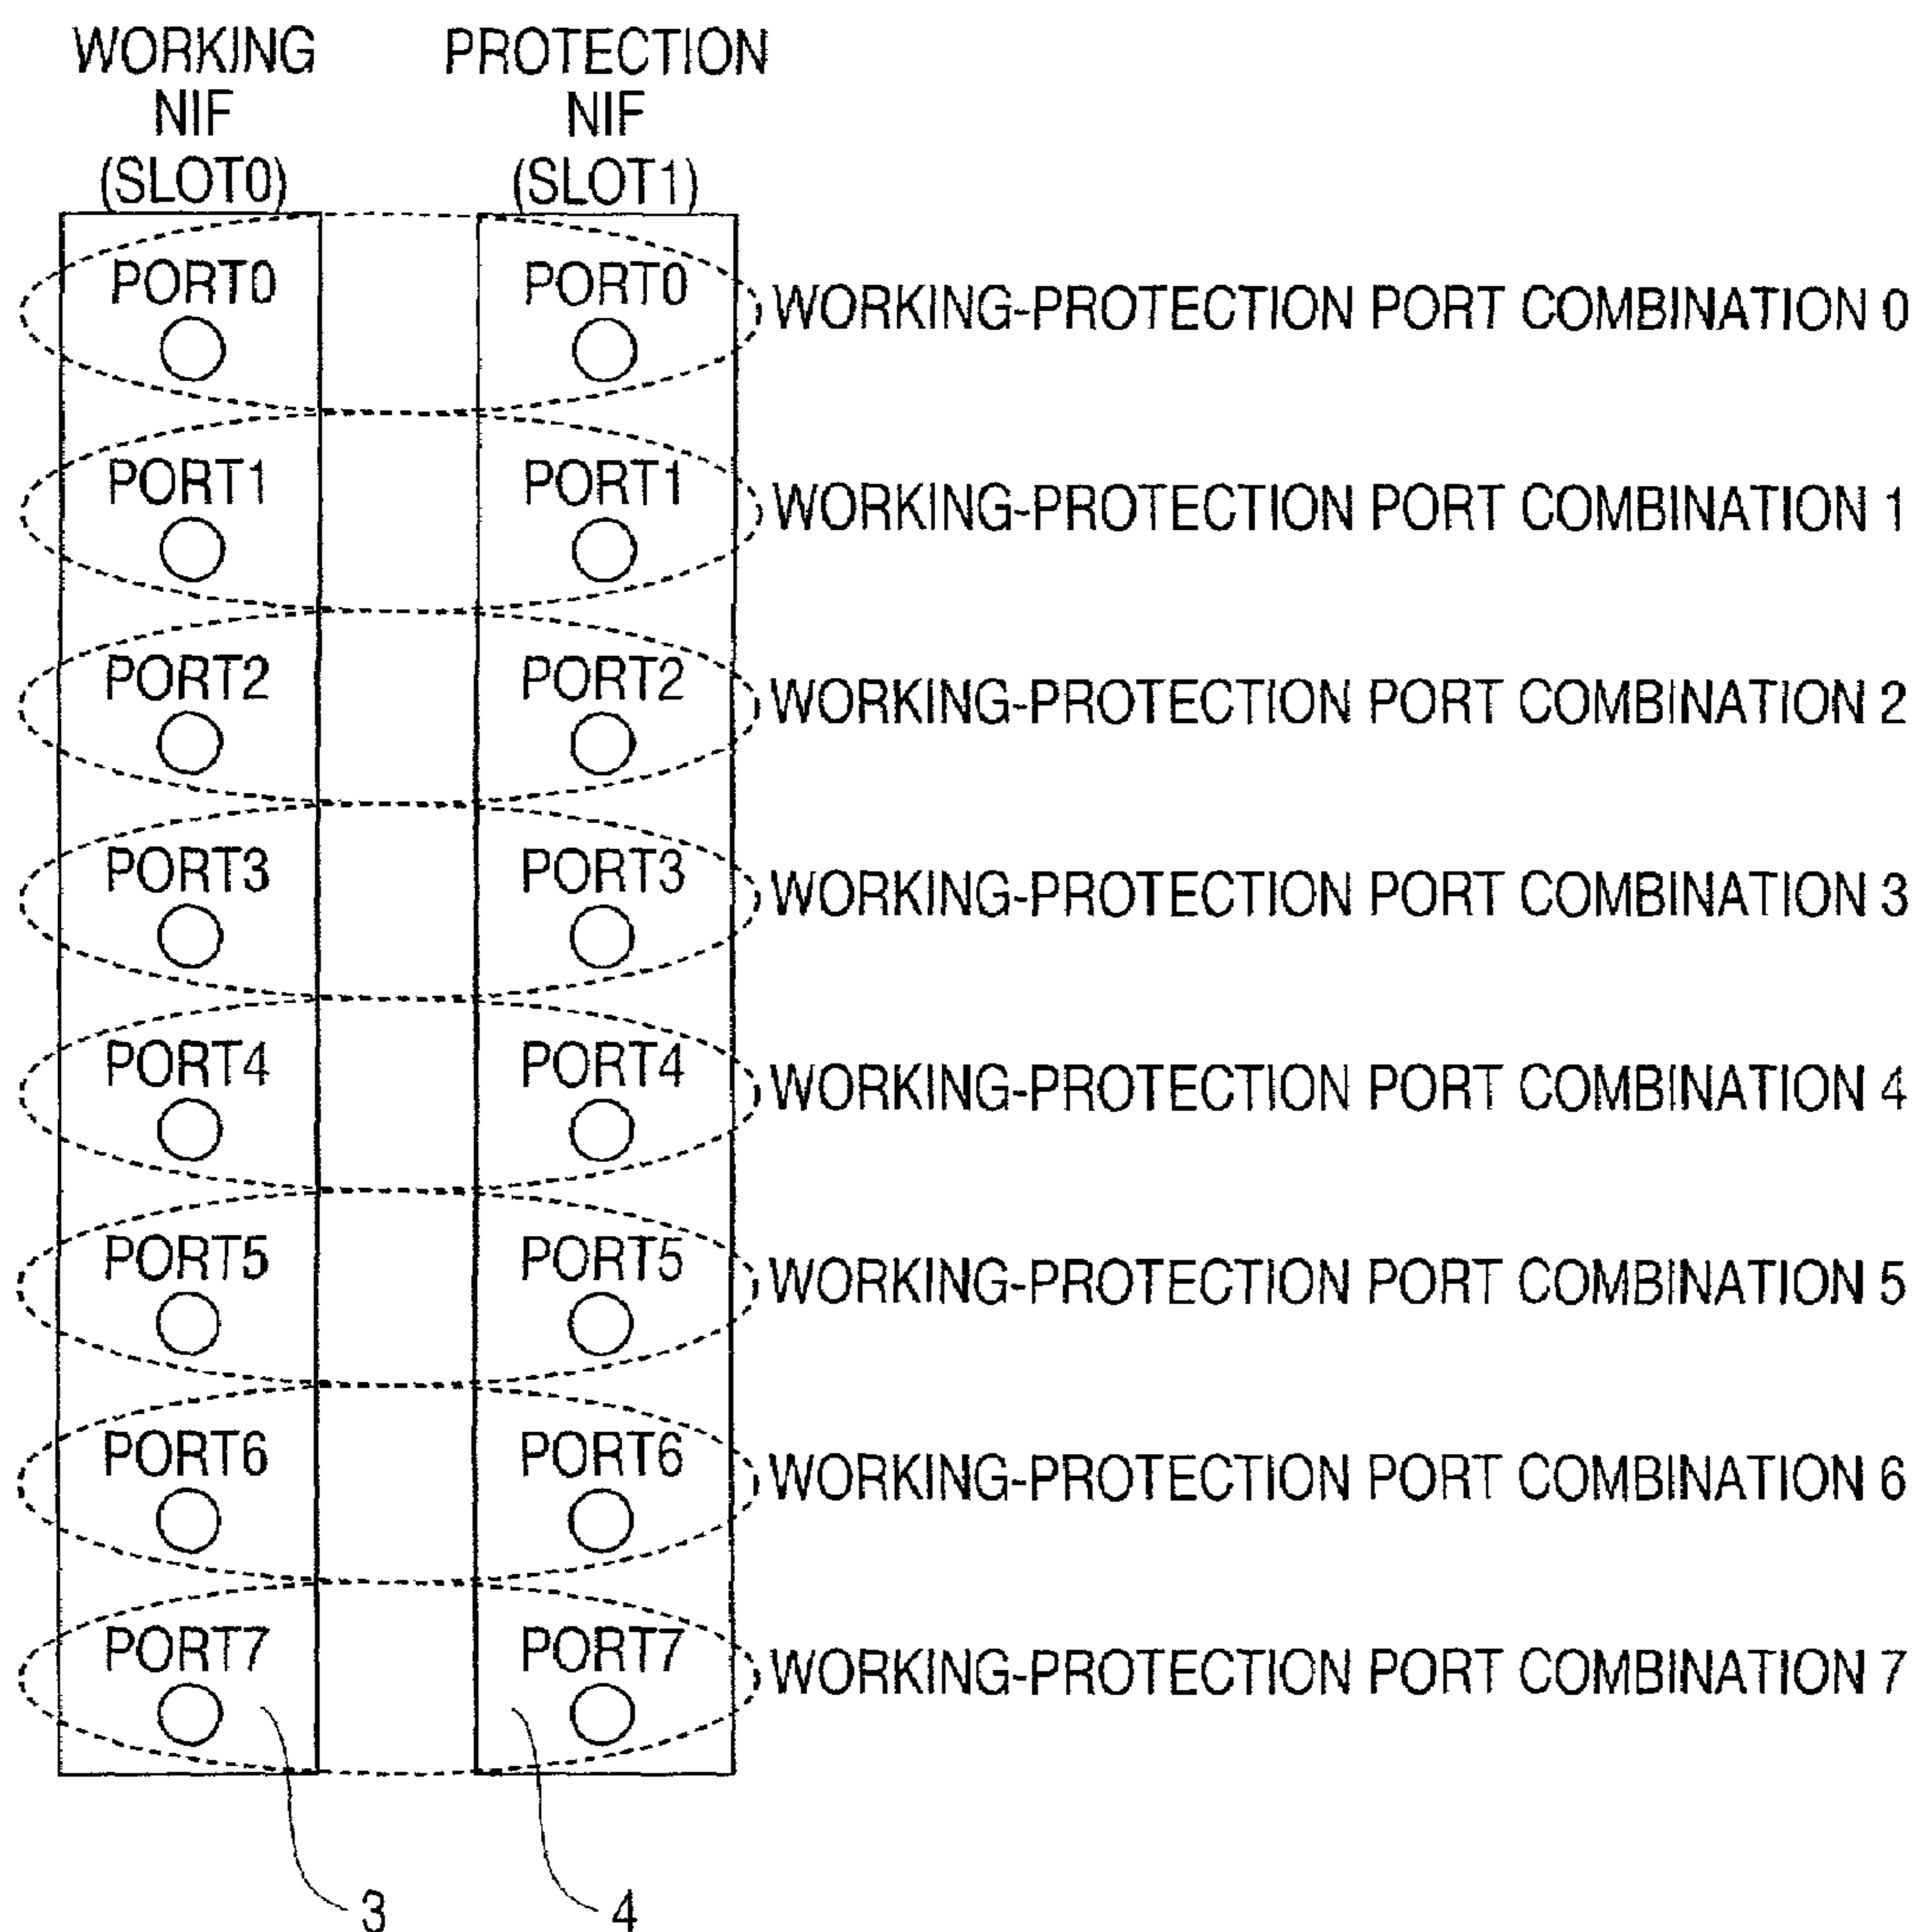 WORKING
NIF
(SLOT0)
PROTECTION
NIF
(SLOT1)
PORT0 PORT0 WORKING-PROTECTION PORT COMBINATION 0
PORT1 PORT1 WORKING-PROTECTION PORT COMBINATION 1
PORT2 PORT2 WORKING-PROTECTION PORT COMBINATION 2
PORT3 PORT3 WORKING-PROTECTION PORT COMBINATION 3
PORT4 PORT4 WORKING-PROTECTION PORT COMBINATION 4
PORT5 PORT5 WORKING-PROTECTION PORT COMBINATION 5
PORT6 PORT6 WORKING-PROTECTION PORT COMBINATION 6
PORT7 PORT7 WORKING-PROTECTION PORT COMBINATION 7
3 4